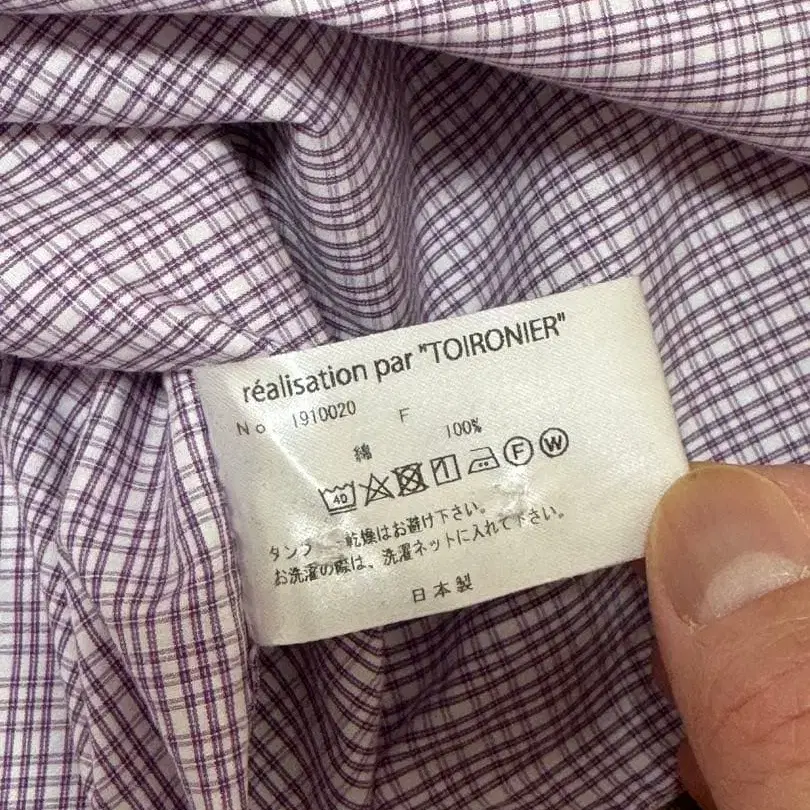 réalisation par "TOIRONIER"
No. 1910020 F
綿 100%
40 F W
タンブ 乾燥はお避け下さい。
お洗濯の際は、洗濯ネットに入れて下さい。
日本製